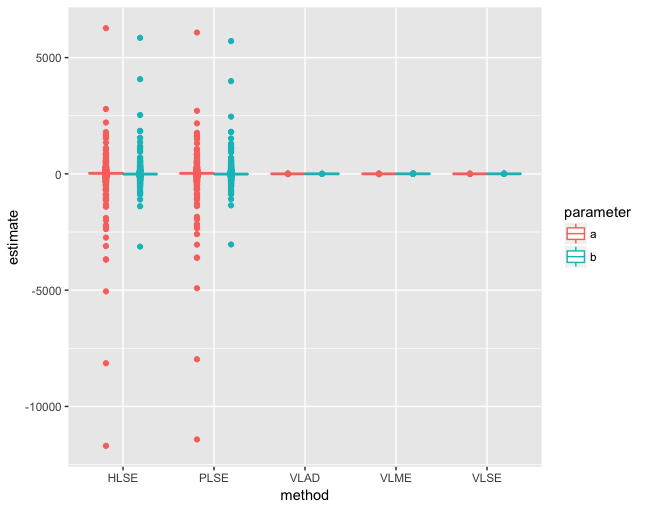 estimate
5000
0
-5000
-10000
HLSE PLSE VLAD VLME VLSE
method
parameter
a
b